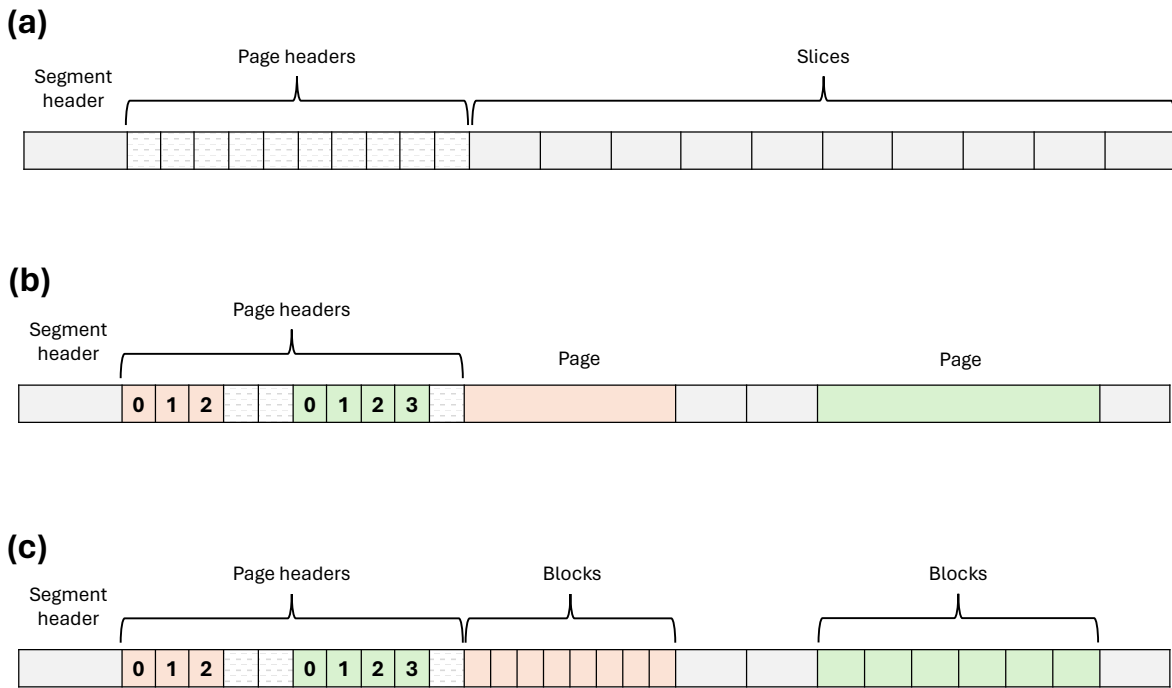 (a)
Page headers
Slices
Segment
header
(b)
Page headers
Segment
header
Page
Page
0 1 2 0 1 2 3
(c)
Page headers
Blocks
Blocks
Segment
header
0 1 2 0 1 2 3